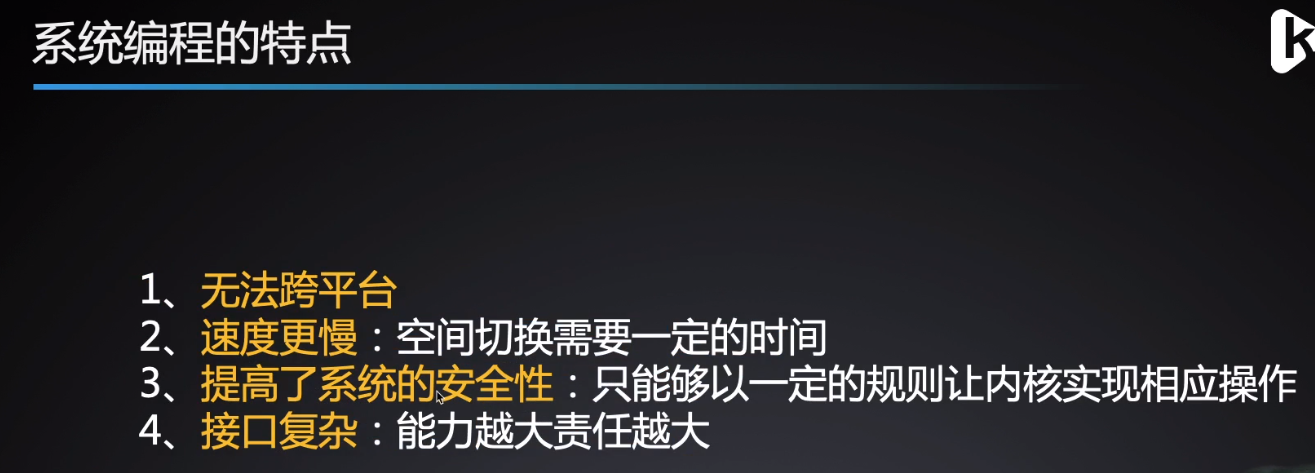 系统编程的特点
k
1、无法跨平台
2、速度更慢：空间切换需要一定的时间
3、提高了系统的安全性：只能够以一定的规则让内核实现相应操作
4、接口复杂：能力越大责任越大